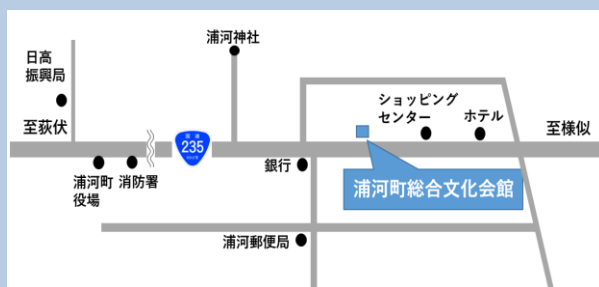 浦河神社
日高
振興局
ショッピング
センター
ホテル
至荻伏
至様似
235
銀行
浦河町
役場
消防署
浦河町総合文化会館
浦河郵便局